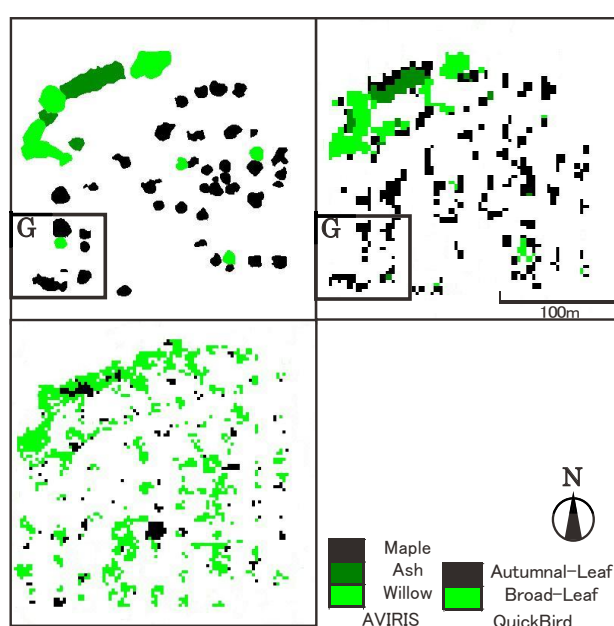 G
G
100m
N
Maple
Ash
Willow
AVIRIS
Autumnal-Leaf
Broad-Leaf
QuickBird